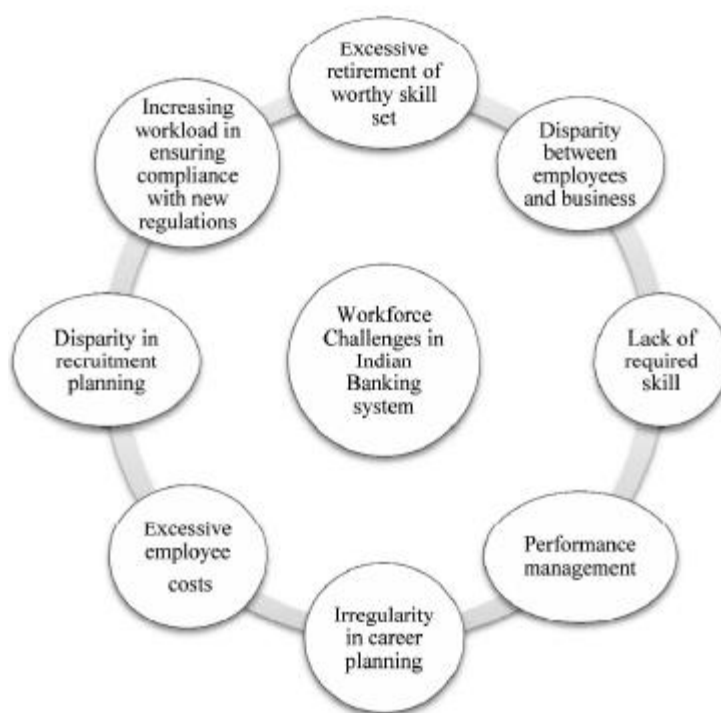 Excessive
retirement of
worthy skill
set
Disparity
between
employees
and business
Lack of
required
skill
Performance
management
Irregularity
in career
planning
Excessive
employee
costs
Disparity in
recruitment
planning
Increasing
workload in
ensuring
compliance
with new
regulations
Workforce
Challenges in
Indian
Banking
system